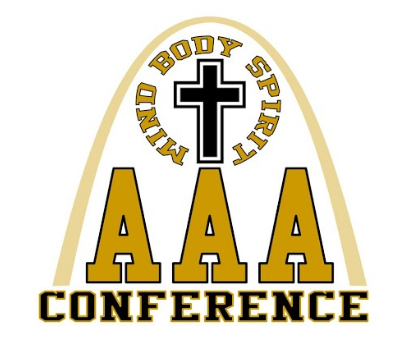 MIND BODY SPIRIT
AAA
CONFERENCE